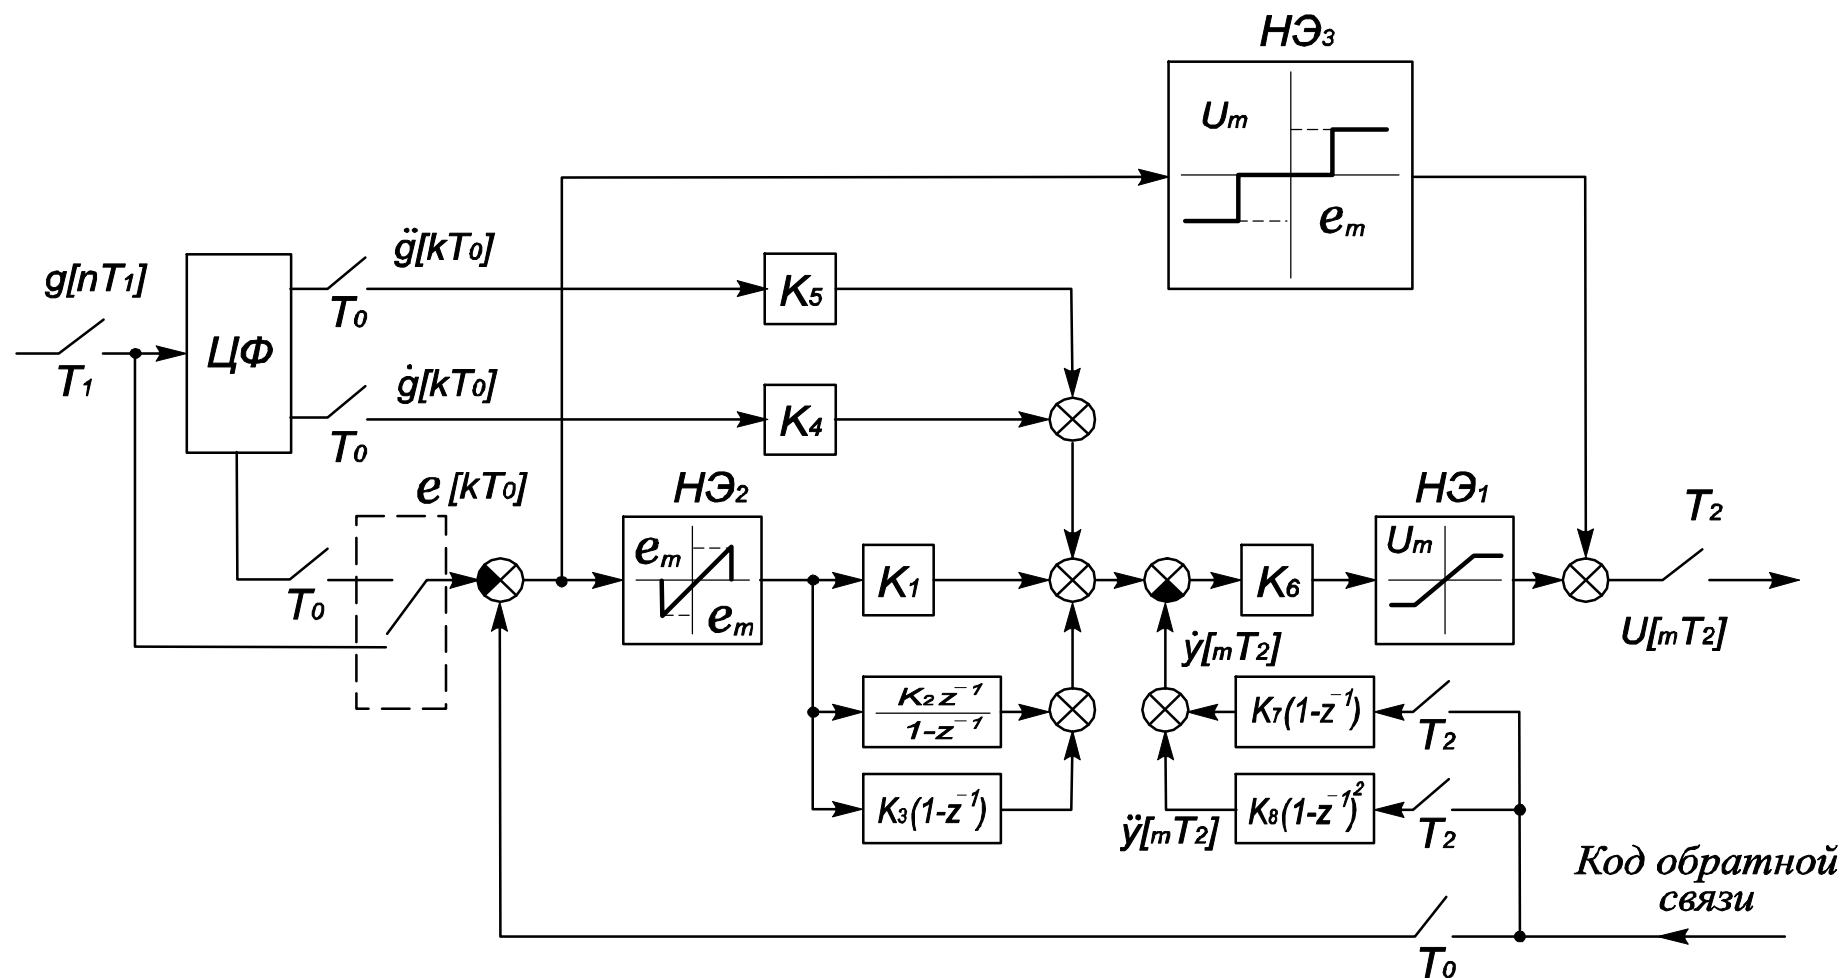 НЭ₃
Uₘ
eₘ
g̈[kT₀]
g[nT₁]
K₅
T₀
ЦФ
T₁
ġ[kT₀]
K₄
T₀
e [kT₀]
НЭ₂
НЭ₁
T₂
eₘ
Uₘ
K₁
K₆
T₀
eₘ
U[ₘT₂]
ẏ[ₘT₂]
K₂z⁻¹
1-z⁻¹
K₇(1-z⁻¹)
T₂
K₃(1-z⁻¹)
K₈(1-z⁻¹)²
ÿ[ₘT₂]
T₂
Код обратной
связи
T₀